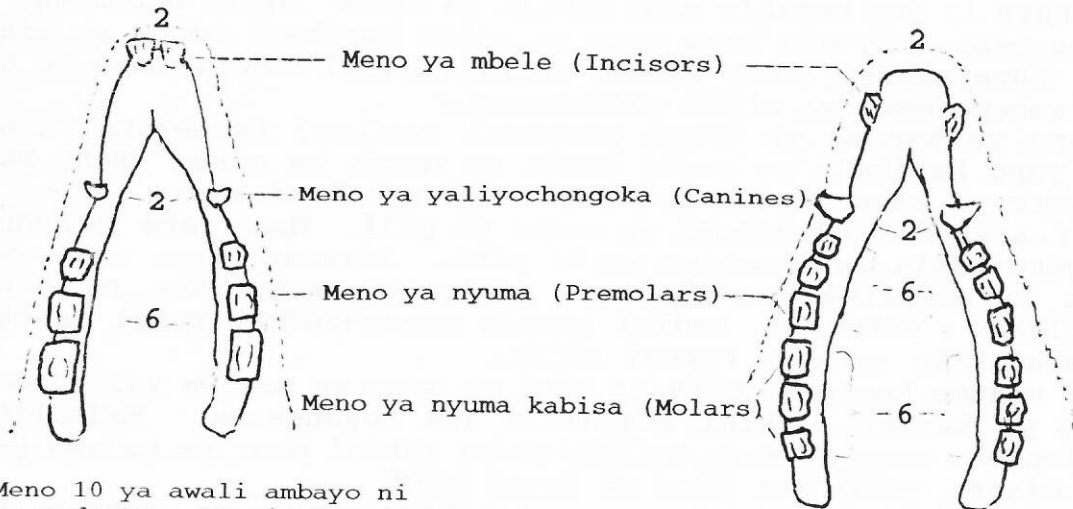 2
2
Meno ya mbele (Incisors)
Meno ya yaliyochongoka (Canines)
2
2
Meno ya nyuma (Premolars)
6
6
Meno ya nyuma kabisa (Molars)
6
Meno 10 ya awali ambayo ni